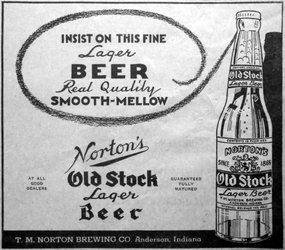 INSIST ON THIS FINE
Lager
BEER
Real Quality
SMOOTH-MELLOW
Norton's
Old Stock
Lager
Beer
AT ALL
GOOD
DEALERS
GUARANTEED
FULLY
MATURED
Old Stock
Lager Beer
NORTON'S
SINCE 1866
Old Stock
Lager Beer
T. M. NORTON BREWING CO. Anderson, Indiana